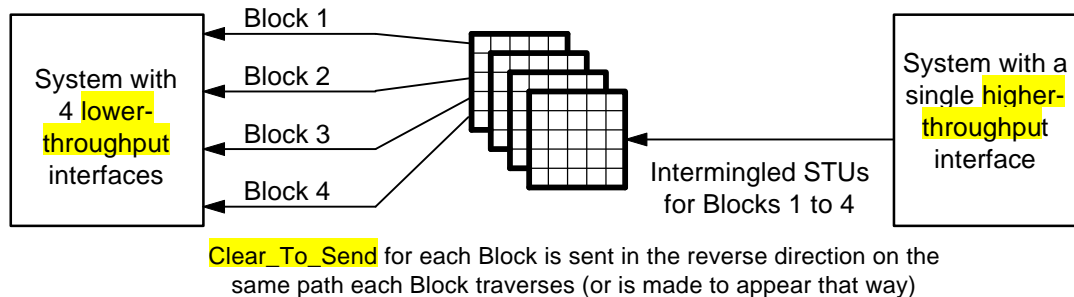 Block 1
Block 2
Block 3
Block 4
System with
4 lower-
throughput
interfaces
System with a
single higher-
throughput
interface
Intermingled STUs
for Blocks 1 to 4
Clear_To_Send for each Block is sent in the reverse direction on the
same path each Block traverses (or is made to appear that way)